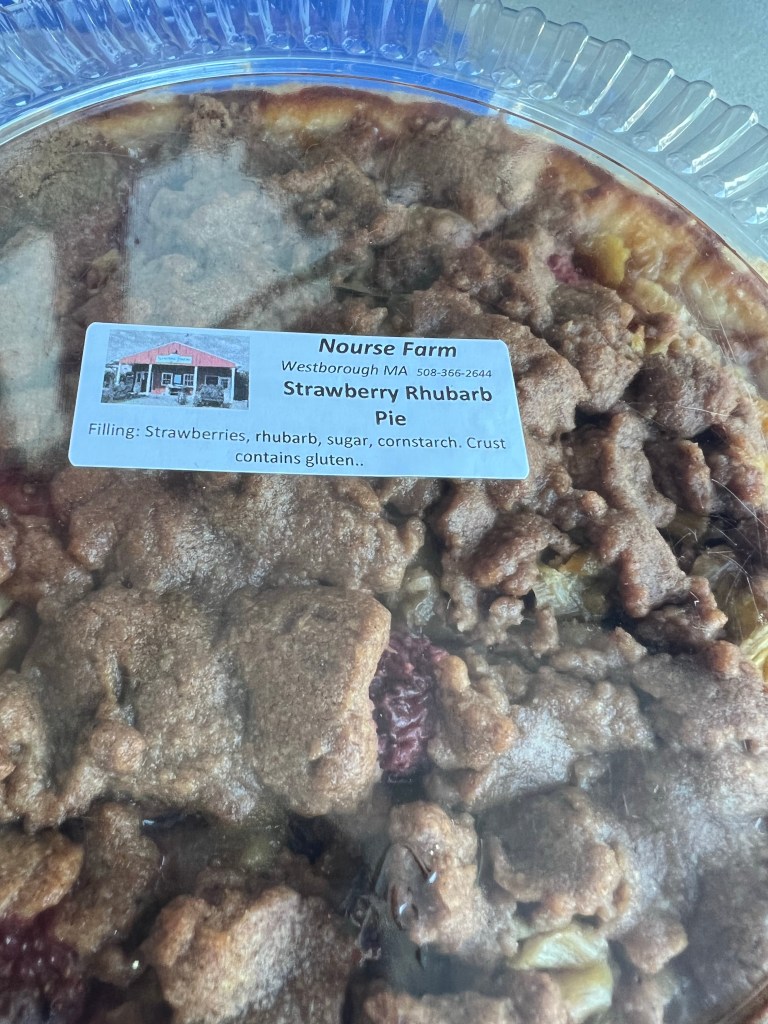 Nourse Farm
Westborough MA 508-366-2644
Strawberry Rhubarb
Pie
Filling: Strawberries, rhubarb, sugar, cornstarch. Crust
contains gluten..